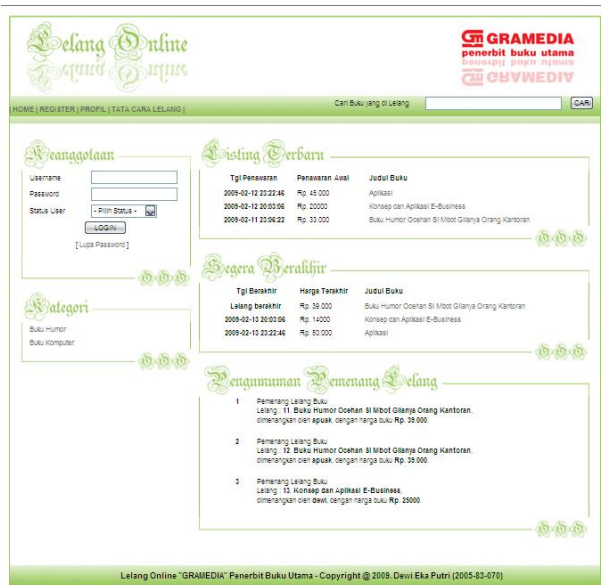 Lelang Online
GRAMEDIA
penerbit buku utama
| HOME | REGISTER | PROFIL | TATA CARA LELANG |
Cari Buku yang di Lelang
CARI
Keanggotaan
Username
Password
Status User
- Pilih Status -
LOGIN
[ Lupa Password ]
Kategori
Buku Humor
Buku Komputer
Listing Terbaru
Tgl Penawaran Penawaran Awal Judul Buku
2009-02-12 23:22:46 Rp. 45.000 Aplikasi
2009-02-12 20:03:06 Rp. 20000 Konsep dan Aplikasi E-Business
2009-02-11 23:06:22 Rp. 33.000 Buku Humor Ocehan Si Mbot Gilanya Orang Kantoran
Segera Berakhir
Tgl Berakhir Harga Terakhir Judul Buku
Lelang berakhir Rp. 39.000 Buku Humor Ocehan Si Mbot Gilanya Orang Kantoran
2009-02-13 20:03:06 Rp. 14000 Konsep dan Aplikasi E-Business
2009-02-13 23:22:46 Rp. 50.000 Aplikasi
Pengumuman Pemenang Lelang
1 Pemenang Lelang Buku
Lelang : 11. Buku Humor Ocehan Si Mbot Gilanya Orang Kantoran,
dimenangkan oleh apuak, dengan harga buku Rp. 39.000.
2 Pemenang Lelang Buku
Lelang : 12. Buku Humor Ocehan Si Mbot Gilanya Orang Kantoran,
dimenangkan oleh apuak, dengan harga buku Rp. 39.000.
3 Pemenang Lelang Buku
Lelang : 13. Konsep dan Aplikasi E-Business,
dimenangkan oleh dewi, dengan harga buku Rp. 25000.
Lelang Online "GRAMEDIA" Penerbit Buku Utama - Copyright @ 2009. Dewi Eka Putri (2005-83-070)